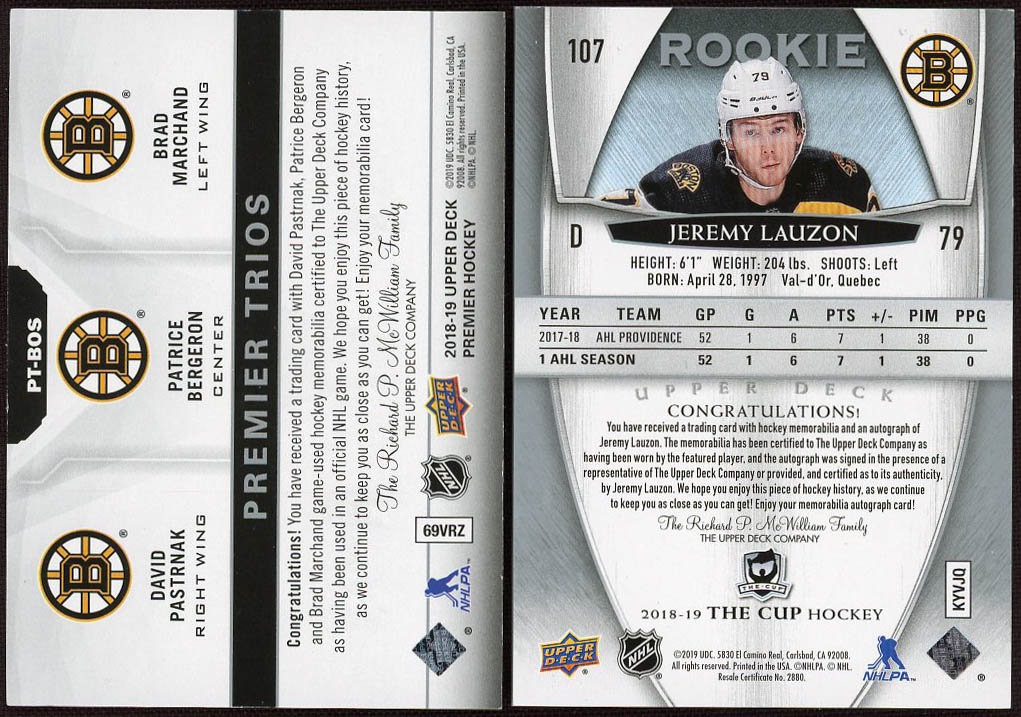 PT-BOS
DAVID
PASTRNAK
RIGHT WING
B
PATRICE
BERGERON
CENTER
B
BRAD
MARCHAND
LEFT WING
B
®
PREMIER TRIOS
Congratulations! You have received a trading card with David Pastrnak, Patrice Bergeron
and Brad Marchand game-used hockey memorabilia certified to The Upper Deck Company
as having been used in an official NHL game. We hope you enjoy this piece of hockey history,
as we continue to keep you as close as you can get! Enjoy your memorabilia card!
The Richard P. McWilliam Family
THE UPPER DECK COMPANY
NHLPA
69VRZ
NHL
UPPER
DECK
2018-19 UPPER DECK
PREMIER HOCKEY
©2019 UDC. 5830 El Camino Real, Carlsbad, CA
92008. All rights reserved. Printed in the USA.
©NHLPA. © NHL.
107
ROOKIE
B
79
BAUER
D
JEREMY LAUZON
79
HEIGHT: 6'1" WEIGHT: 204 lbs. SHOOTS: Left
BORN: April 28, 1997 Val-d'Or, Quebec
YEAR TEAM GP G A PTS +/- PIM PPG
2017-18 AHL PROVIDENCE 52 1 6 7 1 38 0
1 AHL SEASON 52 1 6 7 1 38 0
UPPER DECK
CONGRATULATIONS!
You have received a trading card with hockey memorabilia and an autograph of
Jeremy Lauzon. The memorabilia has been certified to The Upper Deck Company as
having been worn by the featured player, and the autograph was signed in the presence of a
representative of The Upper Deck Company or provided, and certified as to its authenticity,
by Jeremy Lauzon. We hope you enjoy this piece of hockey history, as we continue
to keep you as close as you can get! Enjoy your memorabilia autograph card!
The Richard P. McWilliam Family
THE UPPER DECK COMPANY
THE CUP
2018-19 THE CUP HOCKEY
KYVJQ
UPPER
DECK
NHL
©2019 UDC. 5830 El Camino Real, Carlsbad, CA 92008.
All rights reserved. Printed in the USA. ©NHLPA. © NHL.
Resale Certificate No. 2880.
NHLPA